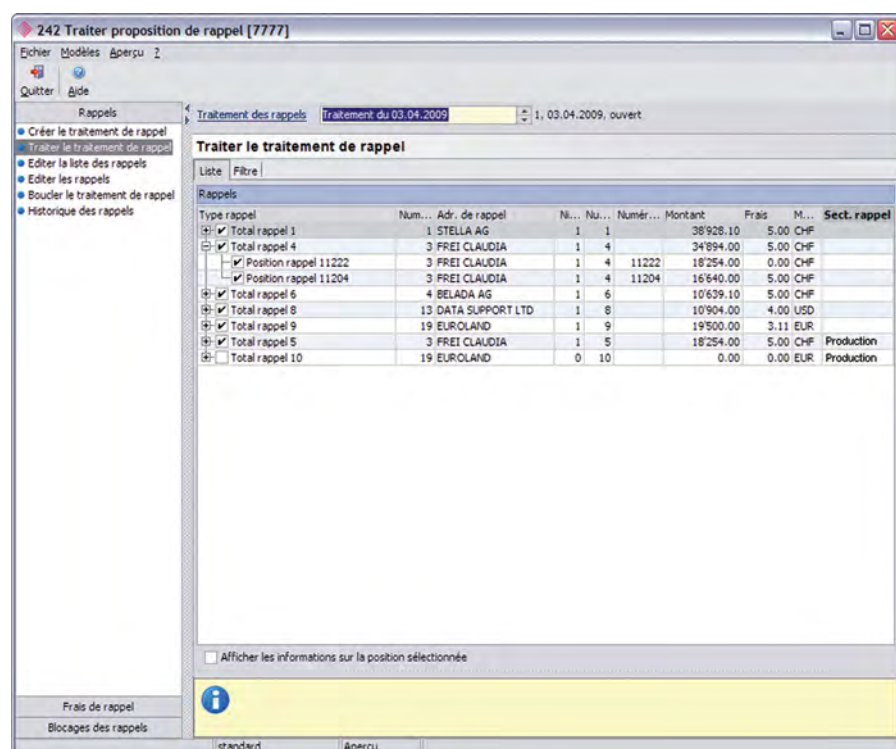 242 Traiter proposition de rappel [7777]
Fichier Modèles Aperçu ?
Quitter Aide
Rappels
Créer le traitement de rappel
Traiter le traitement de rappel
Editer la liste des rappels
Editer les rappels
Boucler le traitement de rappel
Historique des rappels
Frais de rappel
Blocages des rappels
Traitement des rappels Traitement du 03.04.2009 1, 03.04.2009, ouvert
Traiter le traitement de rappel
Liste Filtre
Rappels
Type rappel Num... Adr. de rappel Ni... Nu... Numér... Montant Frais M... Sect. rappel
Total rappel 1 1 STELLA AG 1 1 38'928.10 5.00 CHF
Total rappel 4 3 FREI CLAUDIA 1 4 34'894.00 5.00 CHF
Position rappel 11222 3 FREI CLAUDIA 1 4 11222 18'254.00 0.00 CHF
Position rappel 11204 3 FREI CLAUDIA 1 4 11204 16'640.00 5.00 CHF
Total rappel 6 4 BELADA AG 1 6 10'639.10 5.00 CHF
Total rappel 8 13 DATA SUPPORT LTD 1 8 10'904.00 4.00 USD
Total rappel 9 19 EUROLAND 1 9 19'500.00 3.11 EUR
Total rappel 5 3 FREI CLAUDIA 1 5 18'254.00 5.00 CHF Production
Total rappel 10 19 EUROLAND 0 10 0.00 0.00 EUR Production
Afficher les informations sur la position sélectionnée
standard Aperçu